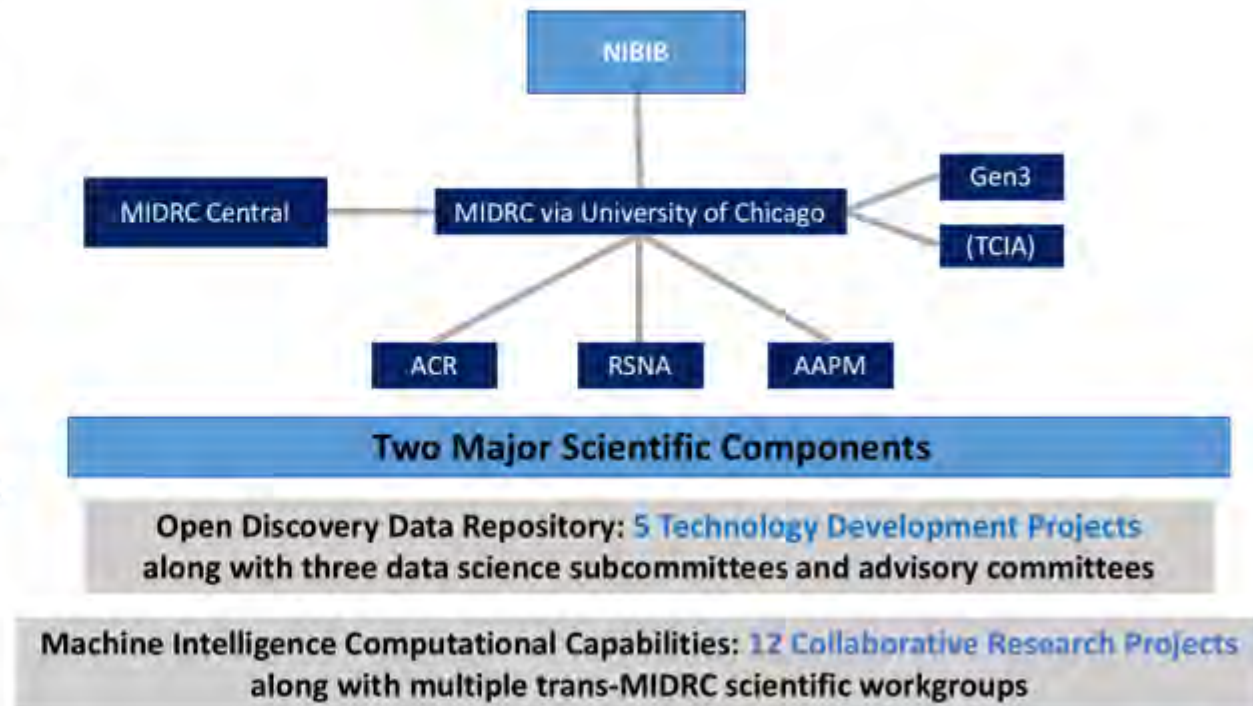 NIBIB
Gen3
MIDRC Central
MIDRC via University of Chicago
(TCIA)
ACR
RSNA
AAPM
Two Major Scientific Components
Open Discovery Data Repository: 5 Technology Development Projects
along with three data science subcommittees and advisory committees
Machine Intelligence Computational Capabilities: 12 Collaborative Research Projects
along with multiple trans-MIDRC scientific workgroups